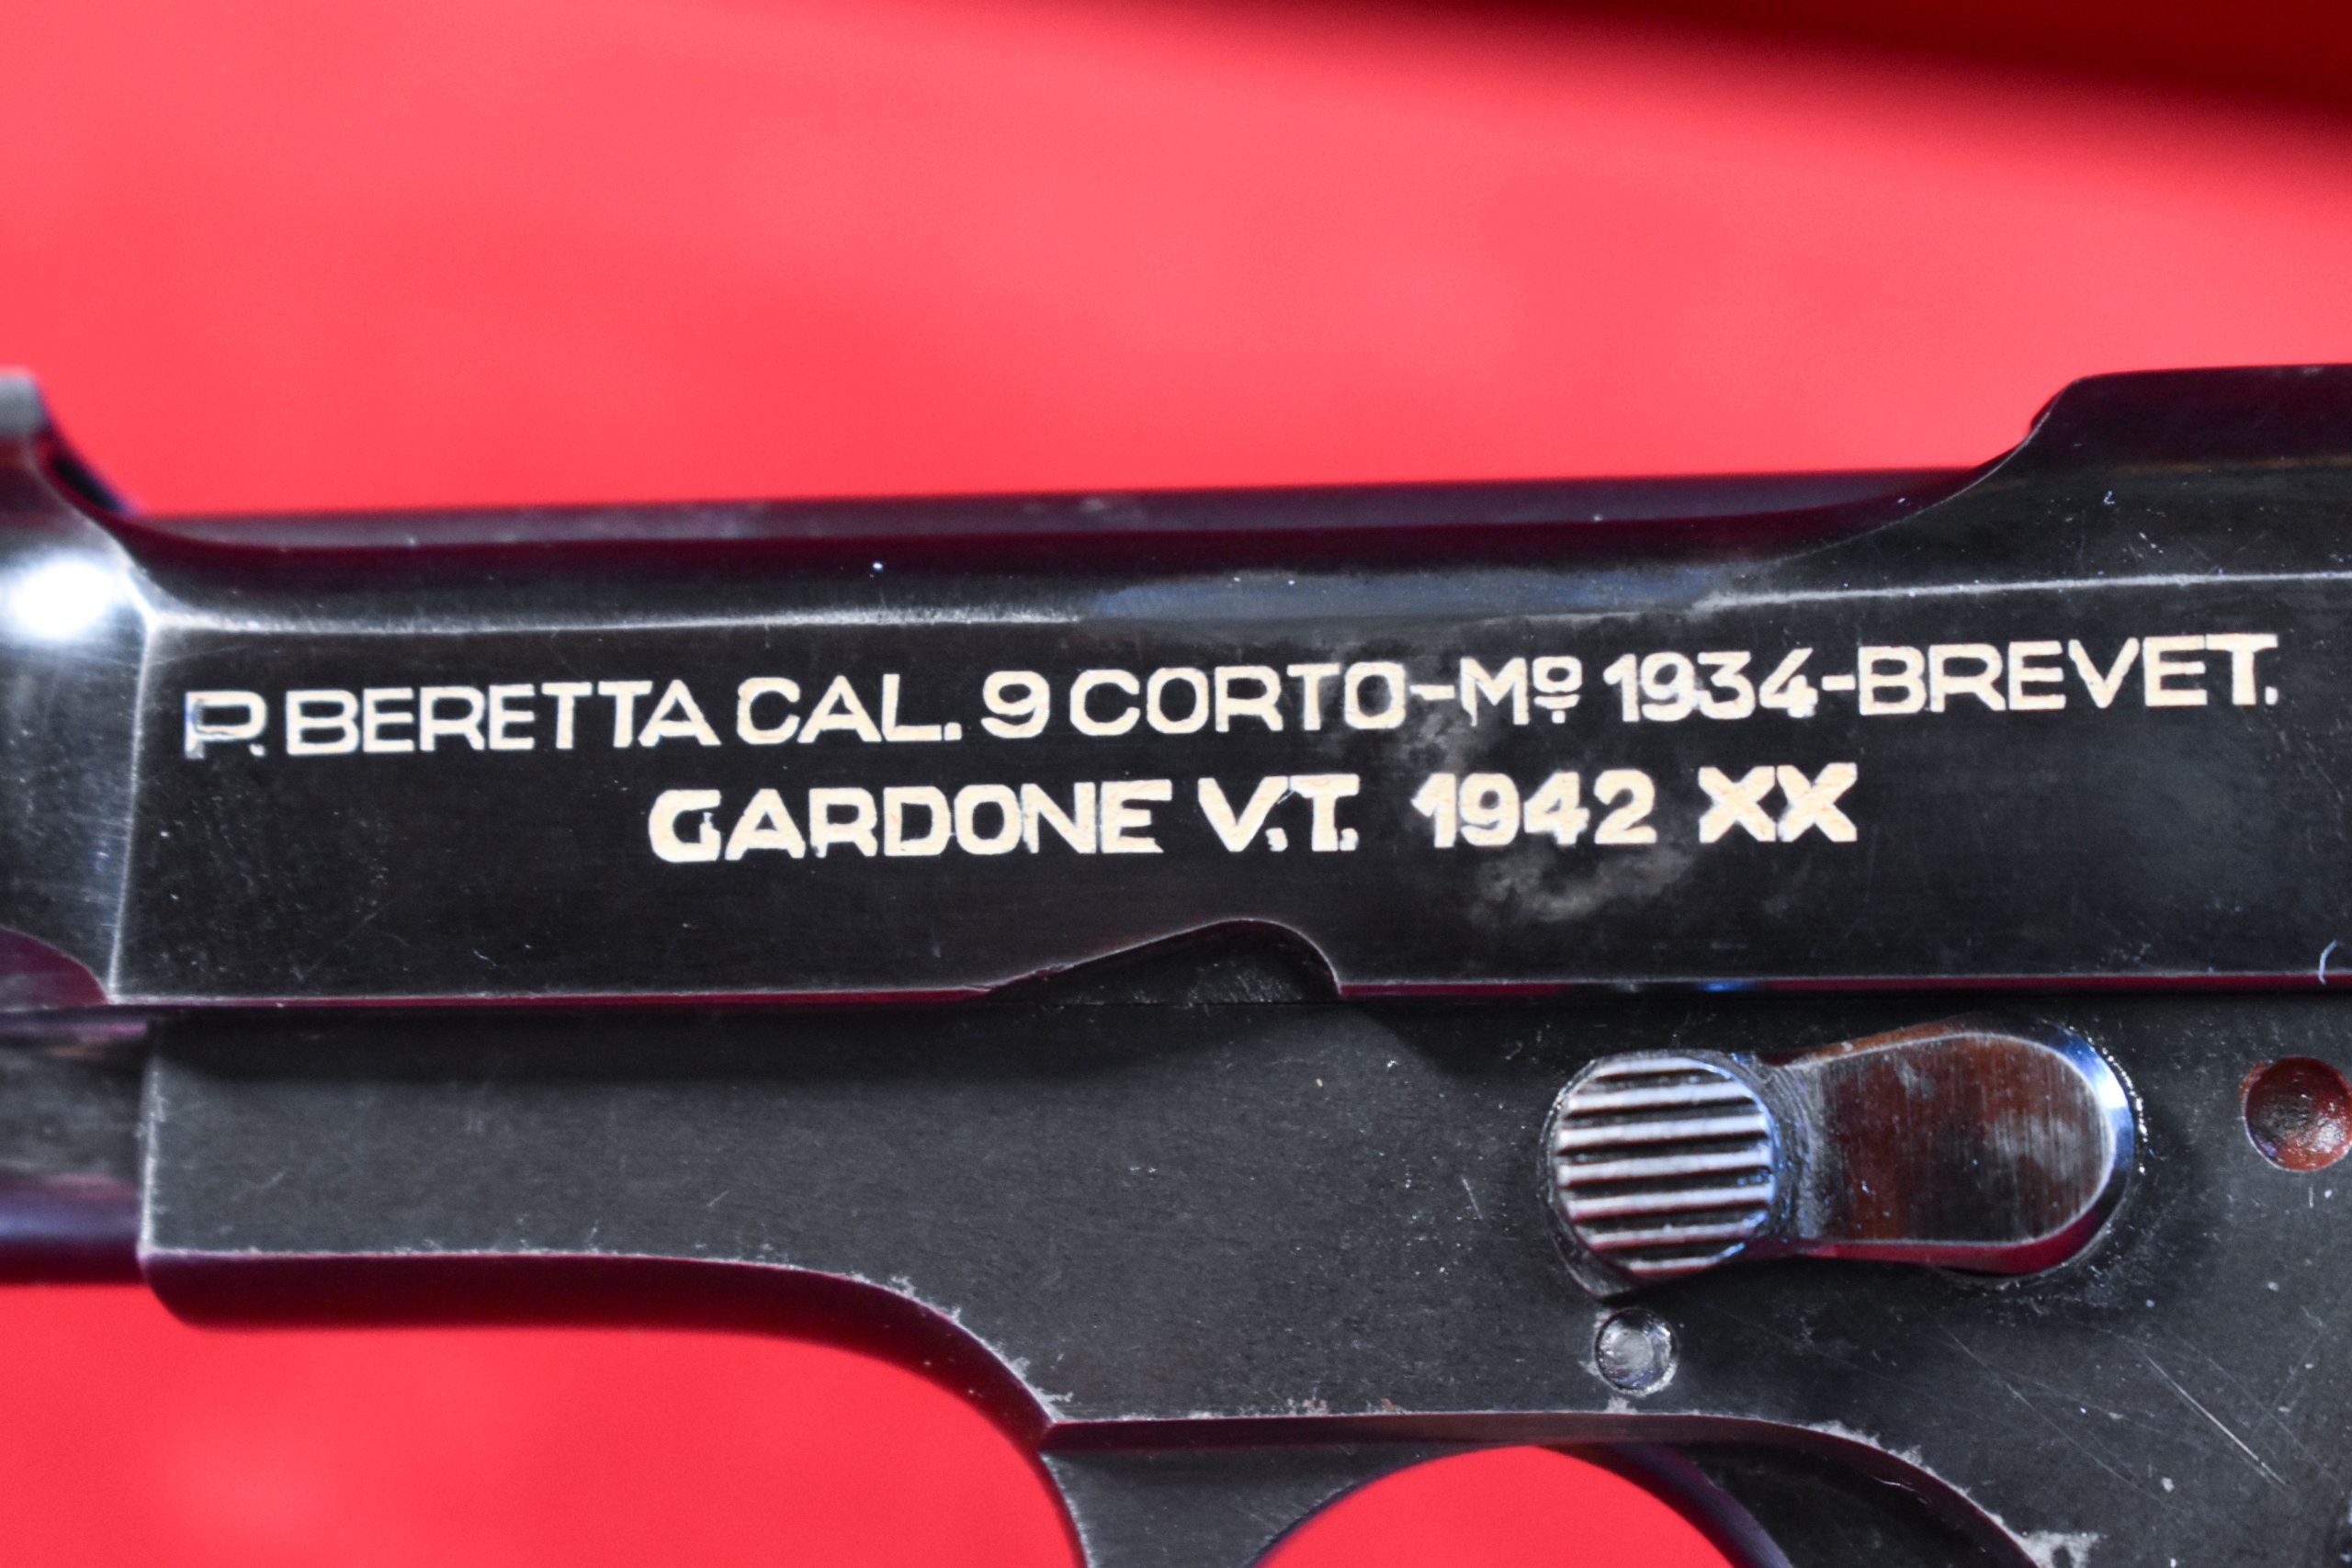 P. BERETTA CAL. 9 CORTO-Mº 1934-BREVET.
GARDONE V.T. 1942 XX